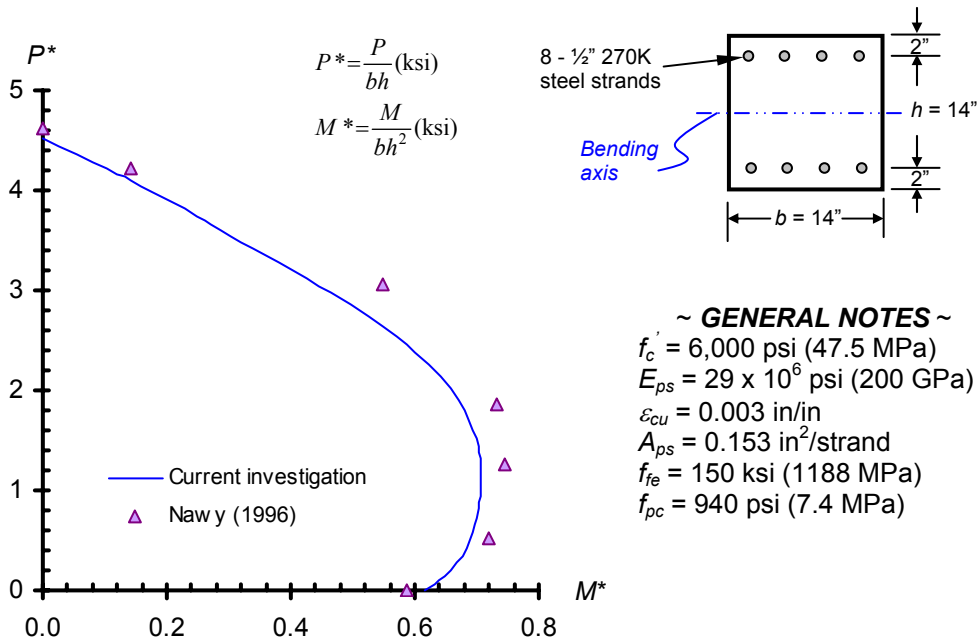 P*
5
4
3
2
1
0
0.0 0.2 0.4 0.6 0.8
M*
P*=P/bh (ksi)
M*=M/bh² (ksi)
Current investigation
Nawy (1996)
8 - ½” 270K
steel strands
Bending
axis
2”
h = 14”
2”
b = 14”
~ GENERAL NOTES ~
fc' = 6,000 psi (47.5 MPa)
Eps = 29 x 10⁶ psi (200 GPa)
εcu = 0.003 in/in
Aps = 0.153 in²/strand
ffe = 150 ksi (1188 MPa)
fpc = 940 psi (7.4 MPa)